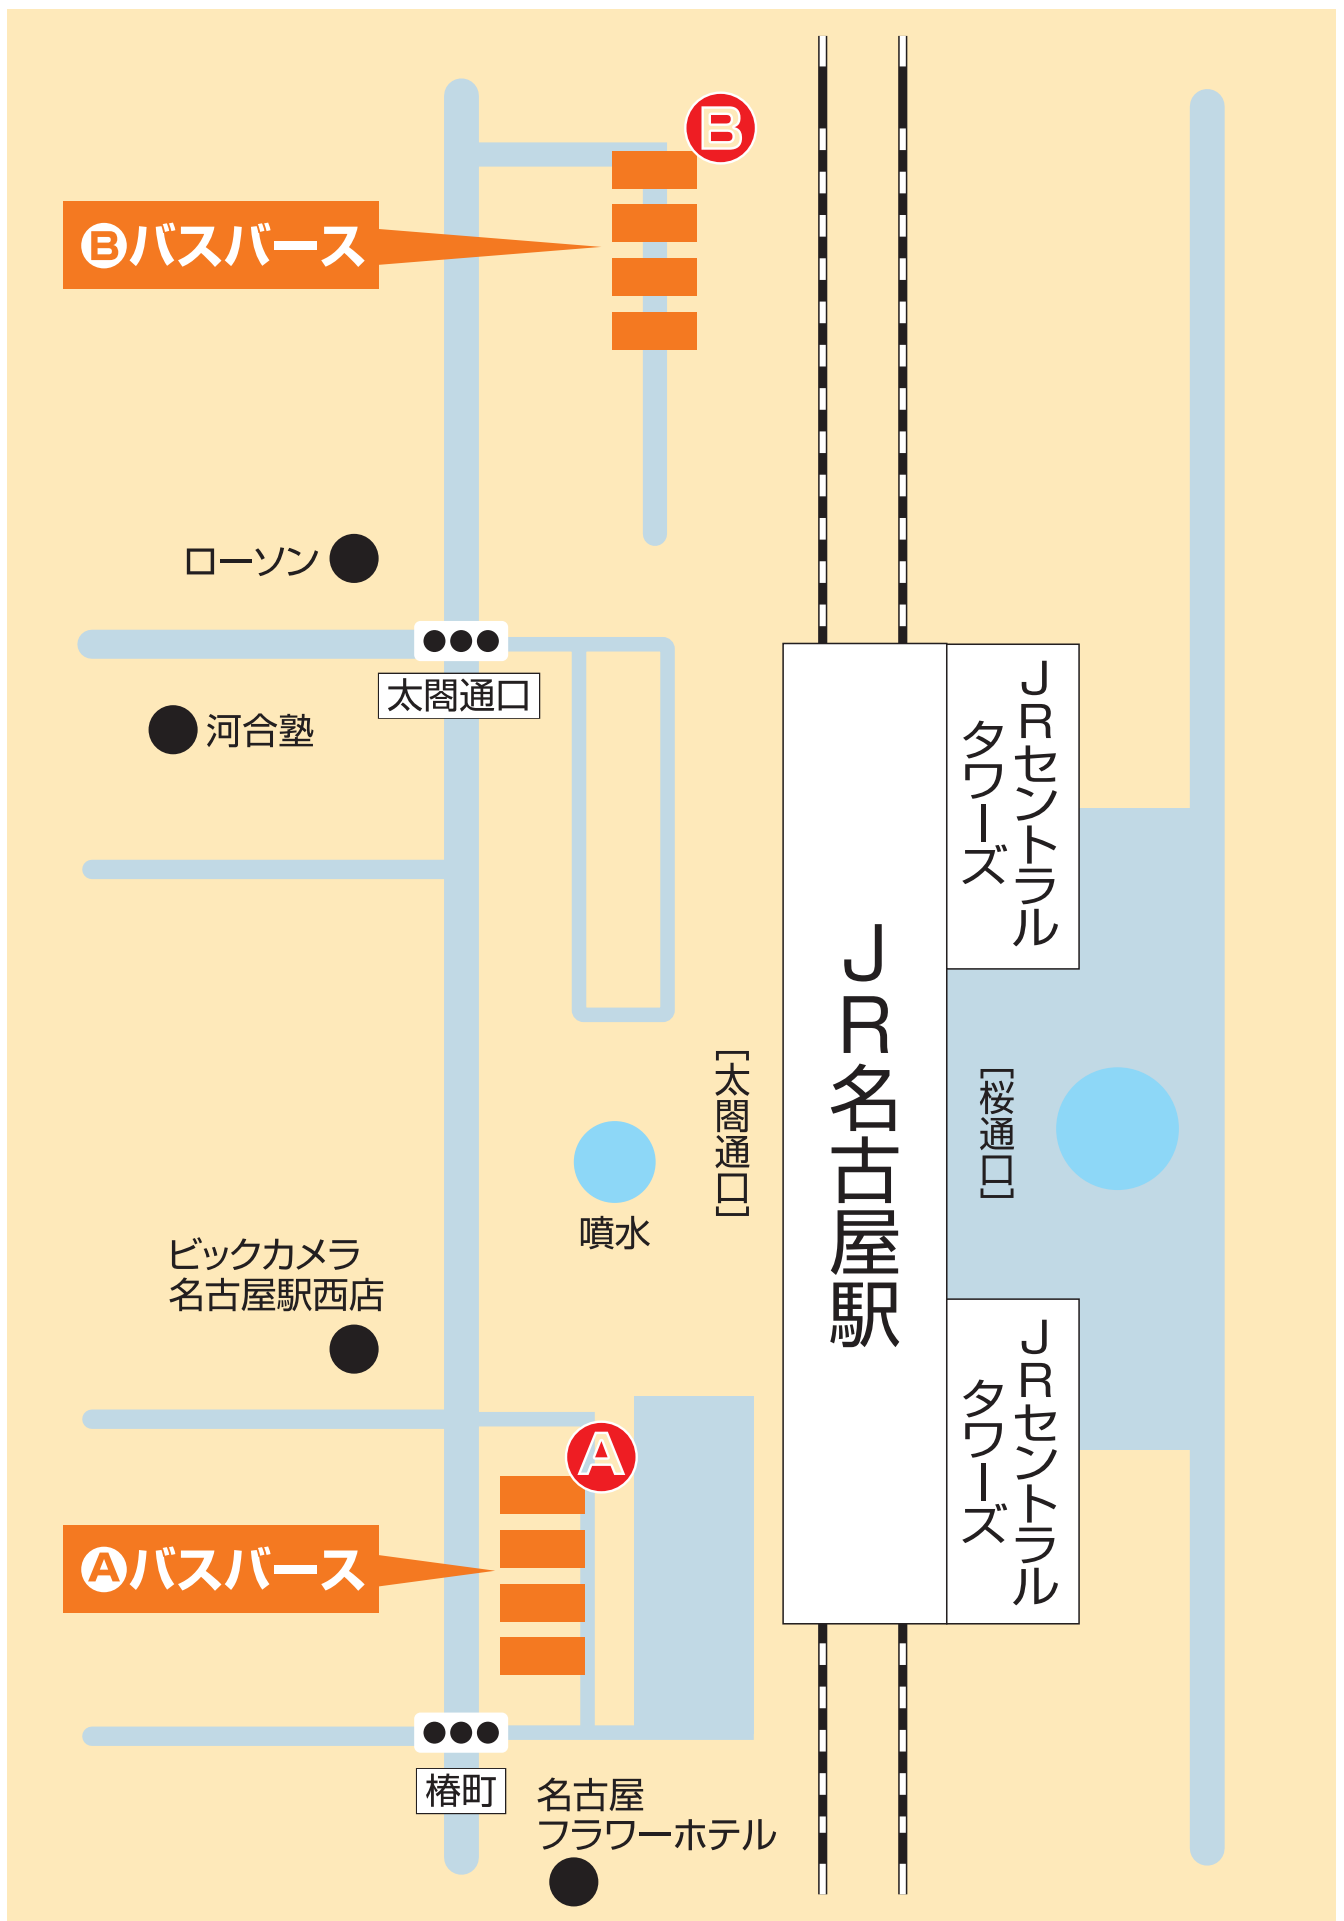 B
Bバスバース
ローソン
太閤通口
河合塾
JRセントラル
タワーズ
JR名古屋駅
［太閤通口］
［桜通口］
噴水
ビックカメラ
名古屋駅西店
JRセントラル
タワーズ
A
Aバスバース
椿町
名古屋
フラワーホテル